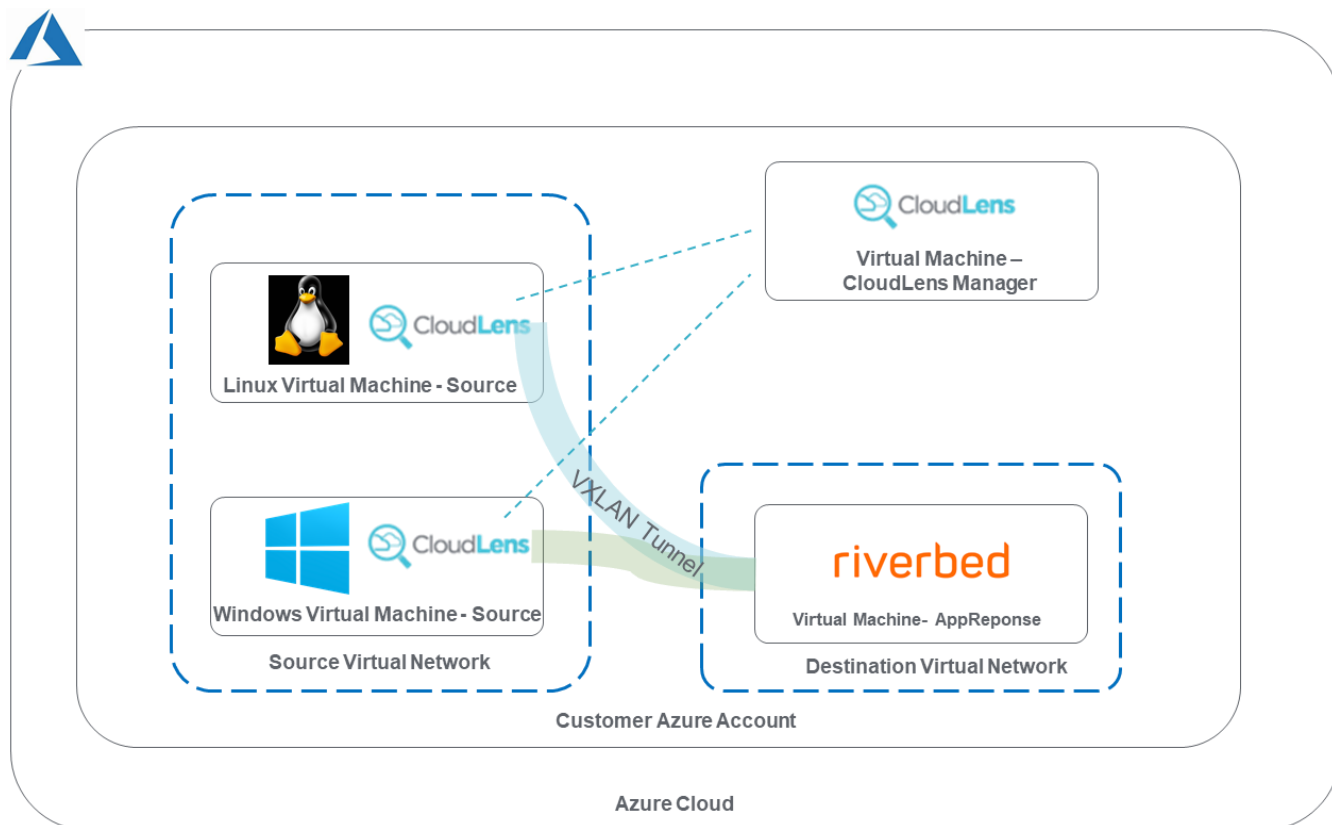 CloudLens
Virtual Machine –
CloudLens Manager
CloudLens
Linux Virtual Machine - Source
VXLAN Tunnel
CloudLens
Windows Virtual Machine - Source
Source Virtual Network
riverbed
Virtual Machine- AppReponse
Destination Virtual Network
Customer Azure Account
Azure Cloud